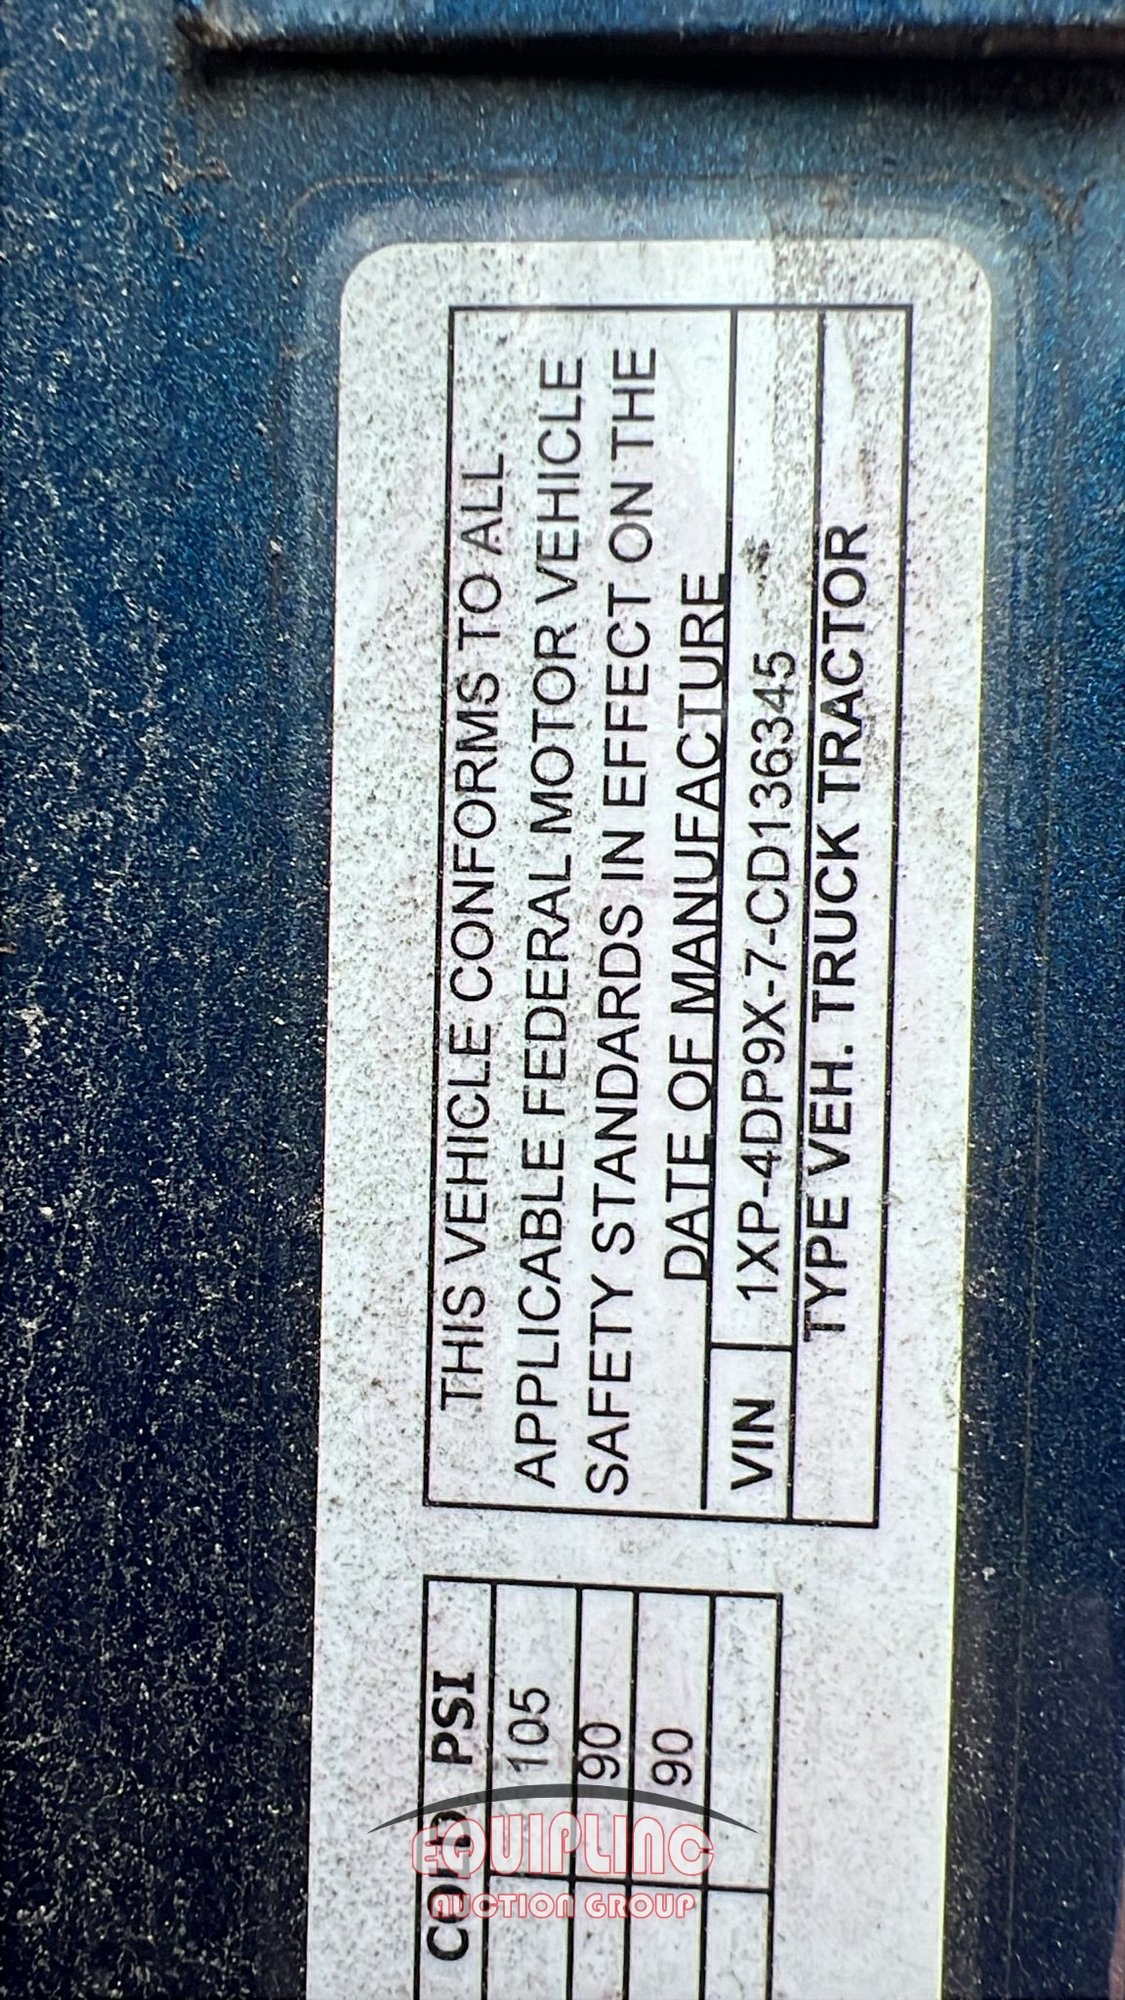 THIS VEHICLE CONFORMS TO ALL
APPLICABLE FEDERAL MOTOR VEHICLE
SAFETY STANDARDS IN EFFECT ON THE
DATE OF MANUFACTURE
VIN 1XP-4DP9X-7-CD136345
TYPE VEH. TRUCK TRACTOR
COLD PSI
105
90
90
EQUIPLINC
AUCTION GROUP